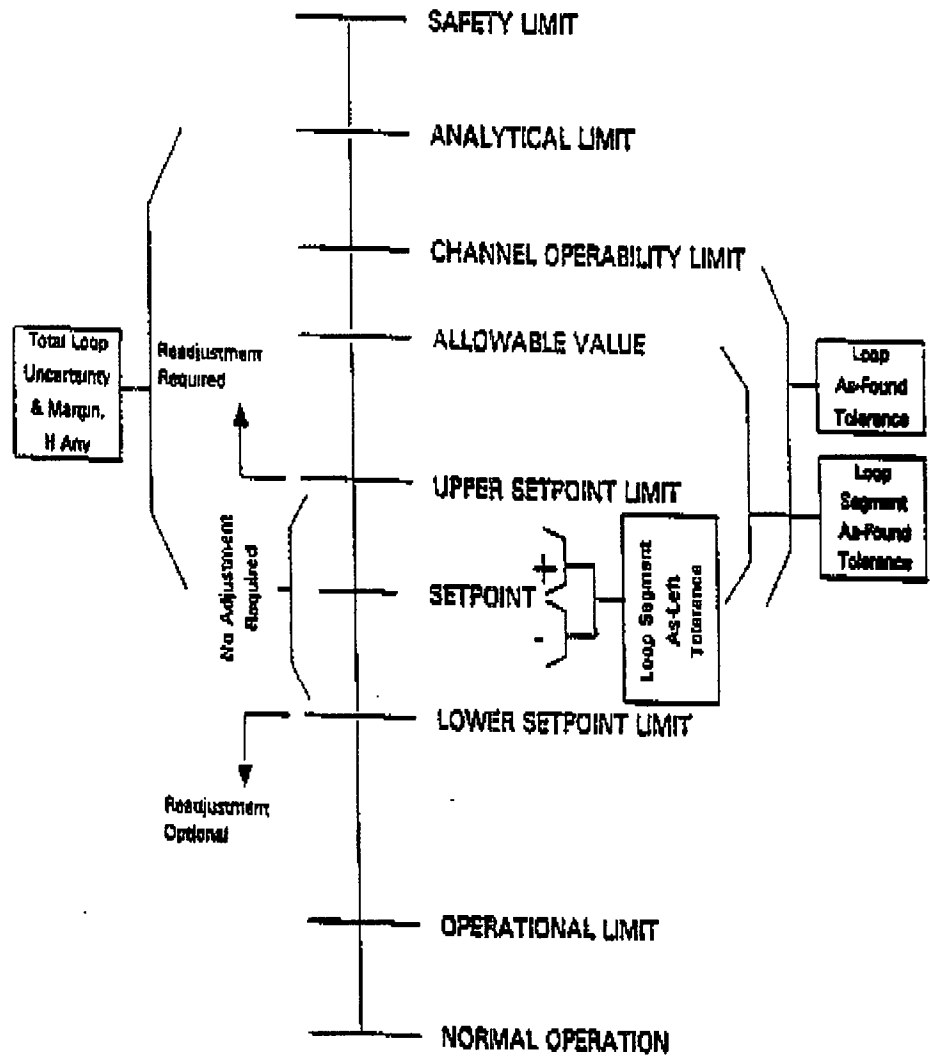 SAFETY LIMIT
ANALYTICAL LIMIT
CHANNEL OPERABILITY LIMIT
ALLOWABLE VALUE
Total Loop
Uncertainty
& Margin,
If Any
Readjustment
Required
Loop
As-Found
Tolerance
UPPER SETPOINT LIMIT
Loop
Segment
As-Found
Tolerance
No Adjustment
Required
SETPOINT
+
-
Loop Segment
As-Left
Tolerance
LOWER SETPOINT LIMIT
Readjustment
Optional
OPERATIONAL LIMIT
NORMAL OPERATION